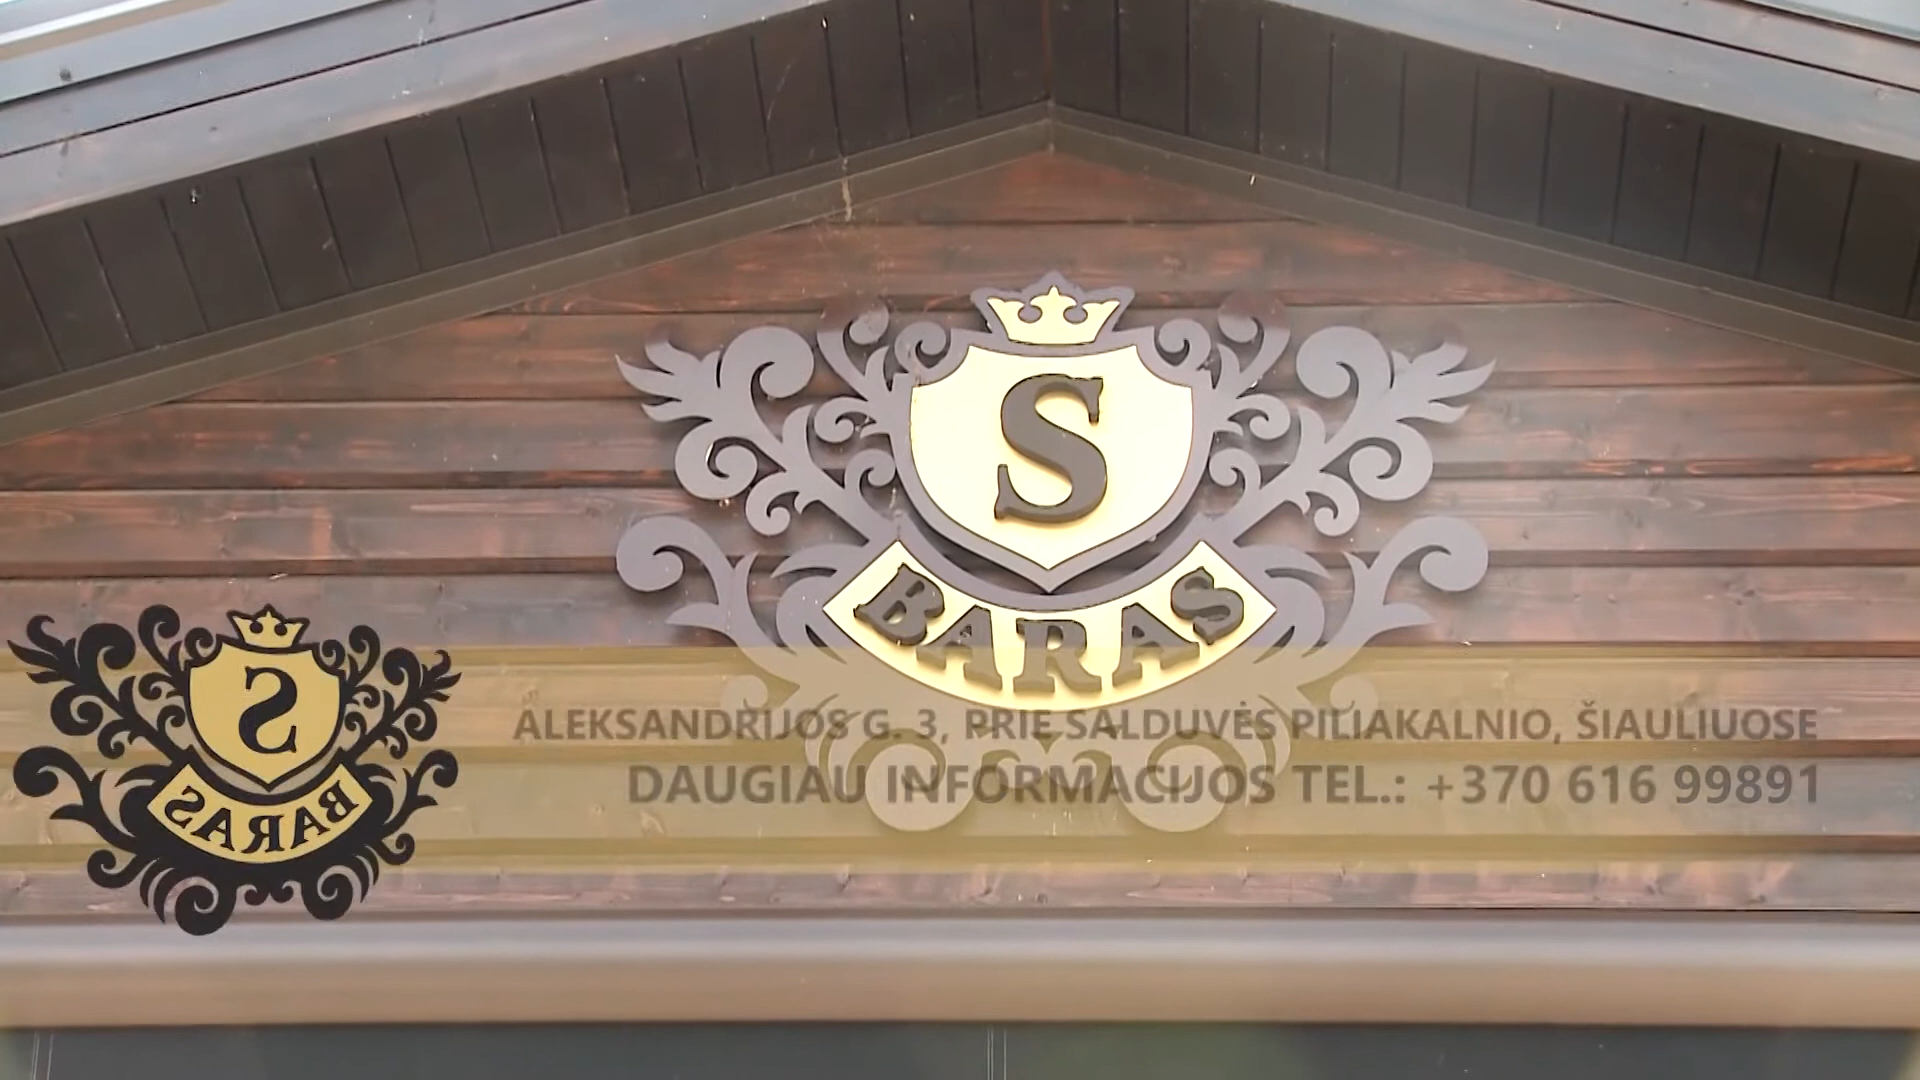 S
BARAS
S
BARAS
ALEKSANDRIJOS G. 3, PRIE SALDUVĖS PILIAKALNIO, ŠIAULIUOSE
DAUGIAU INFORMACIJOS TEL.: +370 616 99891